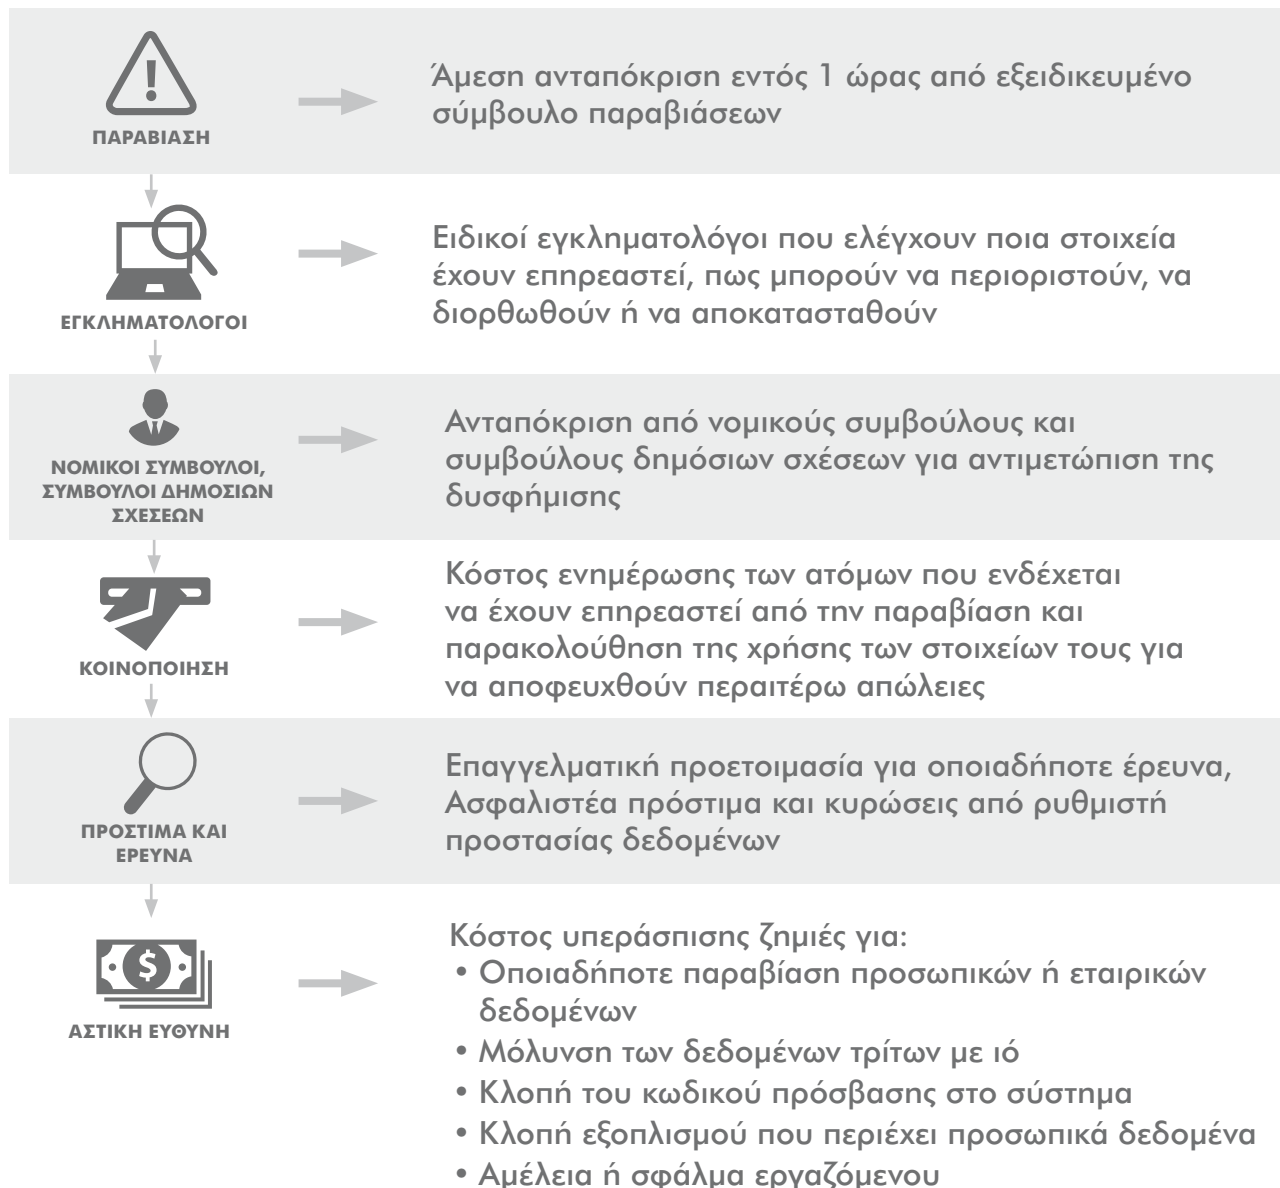 ΠΑΡΑΒΙΑΣΗ
Άμεση ανταπόκριση εντός 1 ώρας από εξειδικευμένο
σύμβουλο παραβιάσεων
ΕΓΚΛΗΜΑΤΟΛΟΓΟΙ
Ειδικοί εγκληματολόγοι που ελέγχουν ποια στοιχεία
έχουν επηρεαστεί, πως μπορούν να περιοριστούν, να
διορθωθούν ή να αποκατασταθούν
ΝΟΜΙΚΟΙ ΣΥΜΒΟΥΛΟΙ,
ΣΥΜΒΟΥΛΟΙ ΔΗΜΟΣΙΩΝ
ΣΧΕΣΕΩΝ
Ανταπόκριση από νομικούς συμβούλους και
συμβούλους δημόσιων σχέσεων για αντιμετώπιση της
δυσφήμισης
ΚΟΙΝΟΠΟΙΗΣΗ
Κόστος ενημέρωσης των ατόμων που ενδέχεται
να έχουν επηρεαστεί από την παραβίαση και
παρακολούθηση της χρήσης των στοιχείων τους για
να αποφευχθούν περαιτέρω απώλειες
ΠΡΟΣΤΙΜΑ ΚΑΙ
ΕΡΕΥΝΑ
Επαγγελματική προετοιμασία για οποιαδήποτε έρευνα,
Ασφαλιστέα πρόστιμα και κυρώσεις από ρυθμιστή
προστασίας δεδομένων
$
ΑΣΤΙΚΗ ΕΥΘΥΝΗ
Κόστος υπεράσπισης ζημιές για:
• Οποιαδήποτε παραβίαση προσωπικών ή εταιρικών
δεδομένων
• Μόλυνση των δεδομένων τρίτων με ιό
• Κλοπή του κωδικού πρόσβασης στο σύστημα
• Κλοπή εξοπλισμού που περιέχει προσωπικά δεδομένα
• Αμέλεια ή σφάλμα εργαζόμενου